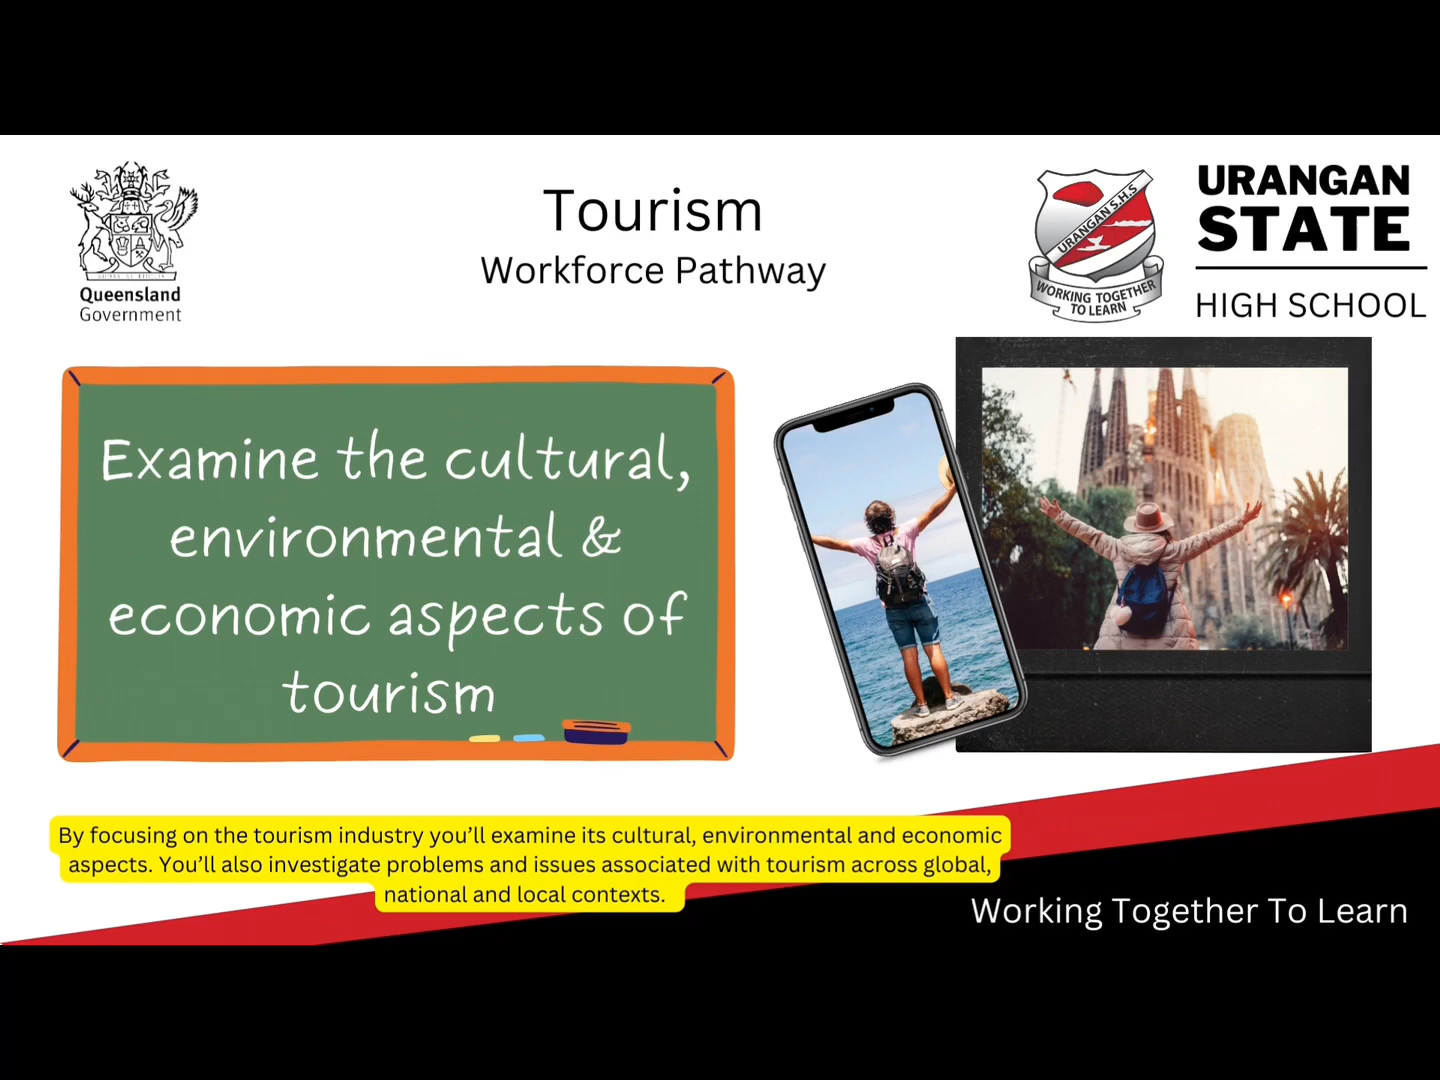 Queensland
Government
Tourism
Workforce Pathway
URANGAN S.H.S
WORKING TOGETHER
TO LEARN
URANGAN
STATE
HIGH SCHOOL
Examine the cultural,
environmental &
economic aspects of
tourism
By focusing on the tourism industry you’ll examine its cultural, environmental and economic
aspects. You’ll also investigate problems and issues associated with tourism across global,
national and local contexts.
Working Together To Learn